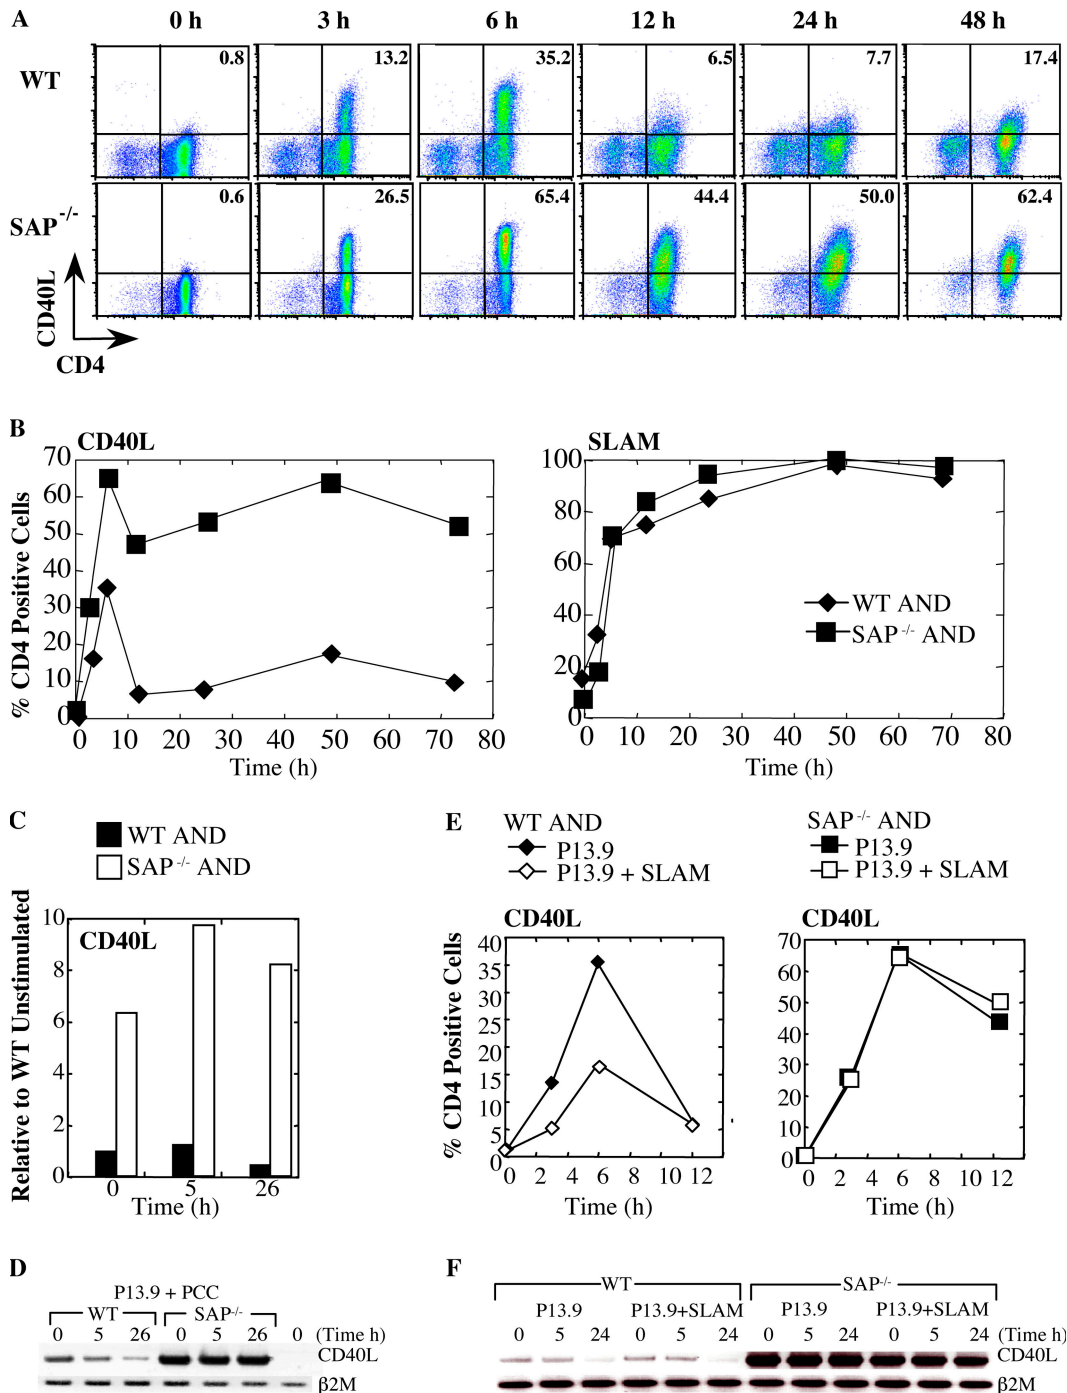 A
0 h 3 h 6 h 12 h 24 h 48 h
WT
0.8 13.2 35.2 6.5 7.7 17.4
SAP-/-
0.6 26.5 65.4 44.4 50.0 62.4
CD40L
CD4
B
CD40L
% CD4 Positive Cells
70
60
50
40
30
20
10
0
0 10 20 30 40 50 60 70 80
Time (h)
SLAM
100
80
60
40
20
0
WT AND
SAP-/- AND
0 10 20 30 40 50 60 70 80
Time (h)
C
WT AND
SAP-/- AND
Relative to WT Unstimulated
CD40L
10
8
6
4
2
0
0 5 26
Time (h)
E
WT AND
P13.9
P13.9 + SLAM
SAP-/- AND
P13.9
P13.9 + SLAM
CD40L
% CD4 Positive Cells
40
35
30
25
20
15
10
5
0
0 2 4 6 8 10 12
Time (h)
CD40L
70
60
50
40
30
20
10
0
0 2 4 6 8 10 12
Time (h)
D
P13.9 + PCC
WT SAP-/-
0 5 26 0 5 26 0 (Time h)
CD40L
β2M
F
WT SAP-/-
P13.9 P13.9+SLAM P13.9 P13.9+SLAM
0 5 24 0 5 24 0 5 24 0 5 24 (Time h)
CD40L
β2M